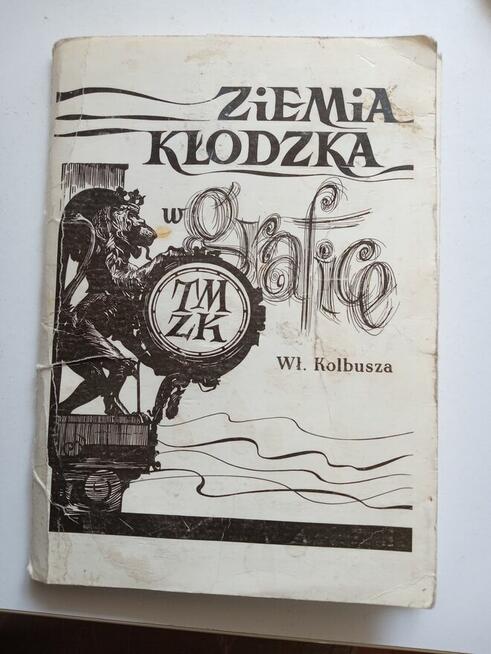 ZiEMiA
KŁODZKA
w grafice
TM
ZK
Wł. Kolbusza